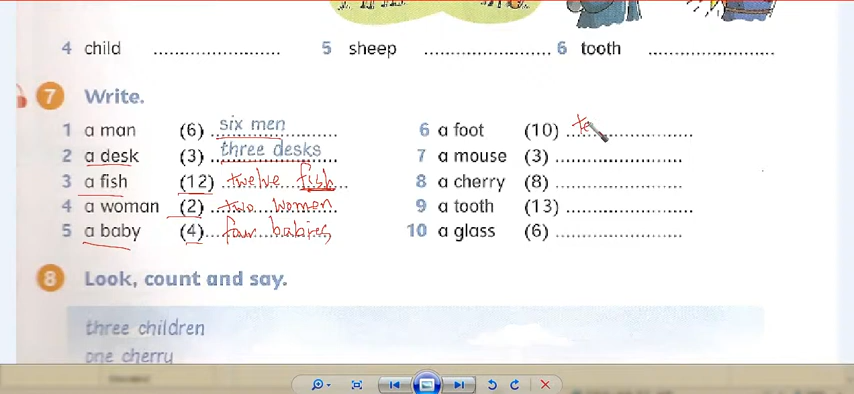 4 child ........................ 5 sheep ........................ 6 tooth ........................
7 Write.
1 a man (6) six men
2 a desk (3) three desks
3 a fish (12) twelve fish
4 a woman (2) two women
5 a baby (4) four babies
6 a foot (10) te
7 a mouse (3) ........................
8 a cherry (8) ........................
9 a tooth (13) ........................
10 a glass (6) ........................
8 Look, count and say.
three children
one cherry